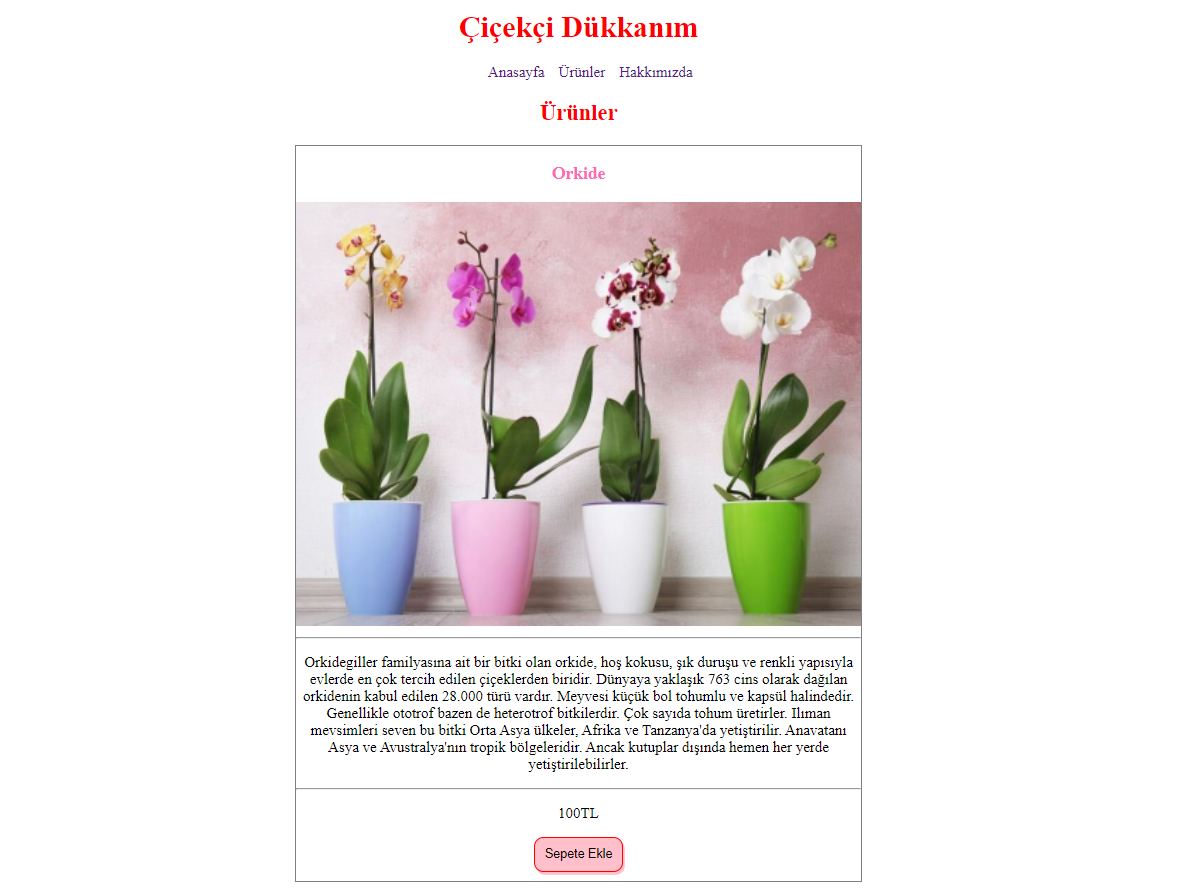 Çiçekçi Dükkanım
Anasayfa Ürünler Hakkımızda
Ürünler
Orkide
Orkidegiller familyasına ait bir bitki olan orkide, hoş kokusu, şık duruşu ve renkli yapısıyla
evlerde en çok tercih edilen çiçeklerden biridir. Dünyaya yaklaşık 763 cins olarak dağılan
orkidenin kabul edilen 28.000 türü vardır. Meyvesi küçük bol tohumlu ve kapsül halindedir.
Genellikle ototrof bazen de heterotrof bitkilerdir. Çok sayıda tohum üretirler. Ilıman
mevsimleri seven bu bitki Orta Asya ülkeler, Afrika ve Tanzanya'da yetiştirilir. Anavatanı
Asya ve Avustralya'nın tropik bölgeleridir. Ancak kutuplar dışında hemen her yerde
yetiştirilebilirler.
100TL
Sepete Ekle